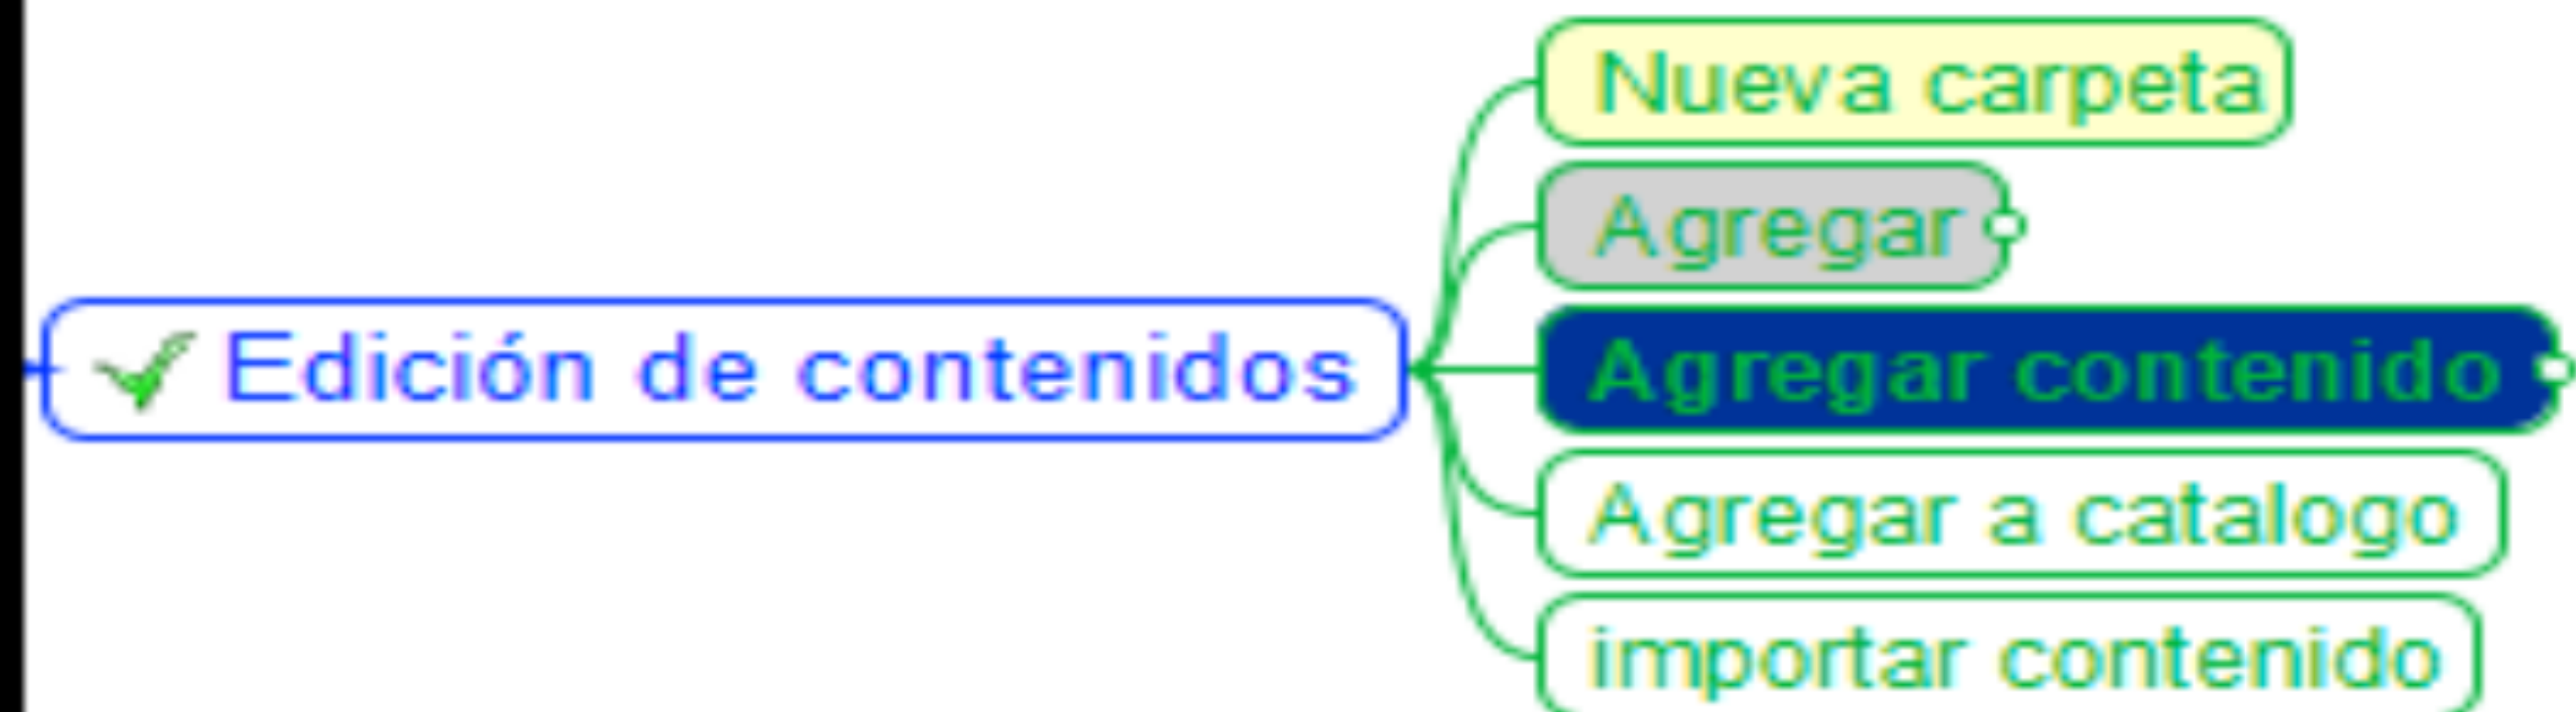 Nueva carpeta
Agregar
Edición de contenidos
Agregar contenido
Agregar a catalogo
importar contenido